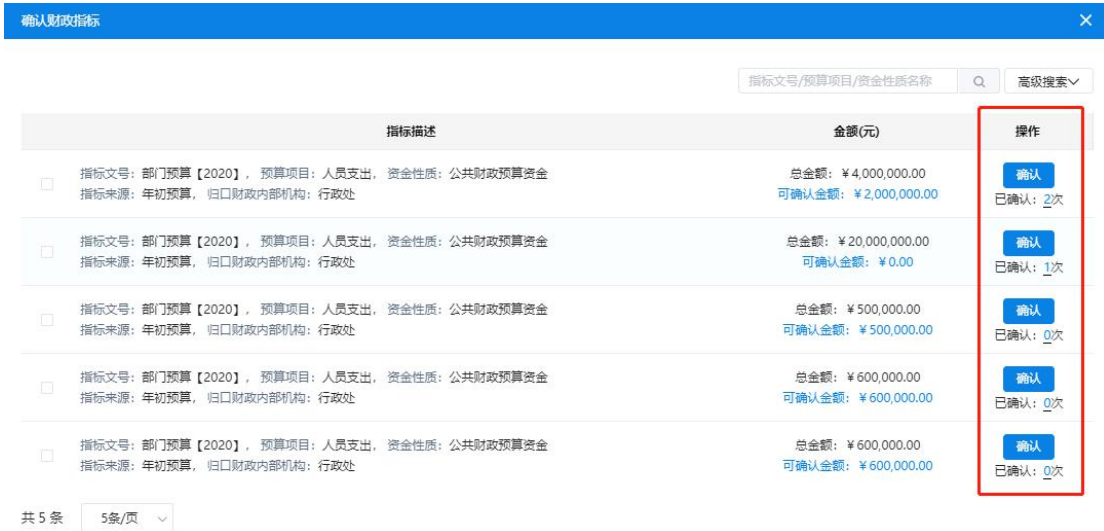 确认财政指标
指标文号/预算项目/资金性质名称 高级搜索
指标描述 金额(元) 操作
指标文号：部门预算【2020】， 预算项目：人员支出， 资金性质：公共财政预算资金 总金额：￥4,000,000.00 确认
指标来源：年初预算， 归口财政内部机构：行政处 可确认金额：￥2,000,000.00 已确认：2次
指标文号：部门预算【2020】， 预算项目：人员支出， 资金性质：公共财政预算资金 总金额：￥20,000,000.00 确认
指标来源：年初预算， 归口财政内部机构：行政处 可确认金额：￥0.00 已确认：1次
指标文号：部门预算【2020】， 预算项目：人员支出， 资金性质：公共财政预算资金 总金额：￥500,000.00 确认
指标来源：年初预算， 归口财政内部机构：行政处 可确认金额：￥500,000.00 已确认：0次
指标文号：部门预算【2020】， 预算项目：人员支出， 资金性质：公共财政预算资金 总金额：￥600,000.00 确认
指标来源：年初预算， 归口财政内部机构：行政处 可确认金额：￥600,000.00 已确认：0次
指标文号：部门预算【2020】， 预算项目：人员支出， 资金性质：公共财政预算资金 总金额：￥600,000.00 确认
指标来源：年初预算， 归口财政内部机构：行政处 可确认金额：￥600,000.00 已确认：0次
共 5 条 5条/页